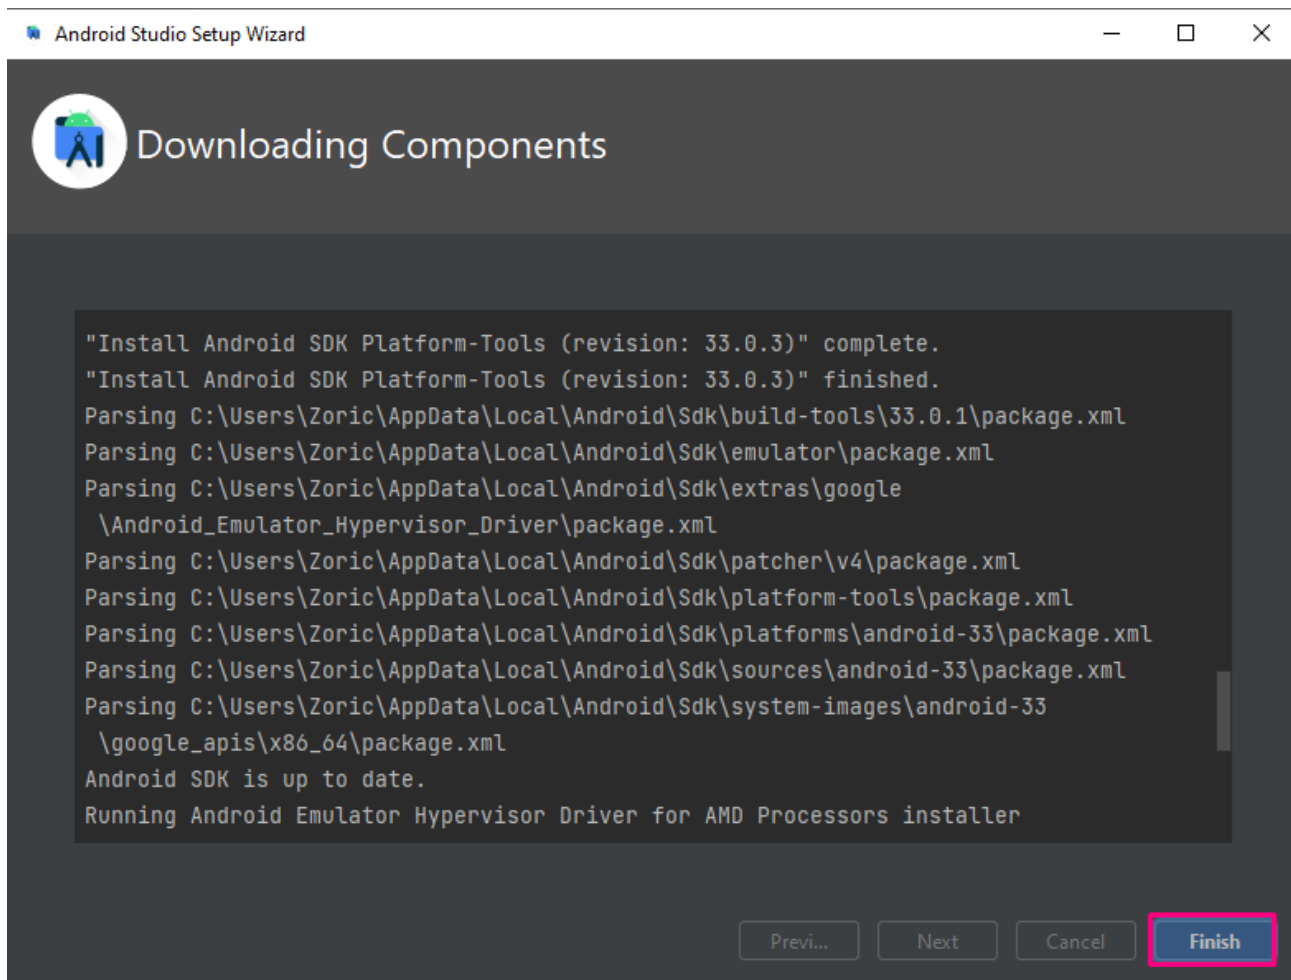 Android Studio Setup Wizard
Downloading Components
"Install Android SDK Platform-Tools (revision: 33.0.3)" complete.
"Install Android SDK Platform-Tools (revision: 33.0.3)" finished.
Parsing C:\Users\Zoric\AppData\Local\Android\Sdk\build-tools\33.0.1\package.xml
Parsing C:\Users\Zoric\AppData\Local\Android\Sdk\emulator\package.xml
Parsing C:\Users\Zoric\AppData\Local\Android\Sdk\extras\google
\Android_Emulator_Hypervisor_Driver\package.xml
Parsing C:\Users\Zoric\AppData\Local\Android\Sdk\patcher\v4\package.xml
Parsing C:\Users\Zoric\AppData\Local\Android\Sdk\platform-tools\package.xml
Parsing C:\Users\Zoric\AppData\Local\Android\Sdk\platforms\android-33\package.xml
Parsing C:\Users\Zoric\AppData\Local\Android\Sdk\sources\android-33\package.xml
Parsing C:\Users\Zoric\AppData\Local\Android\Sdk\system-images\android-33
\google_apis\x86_64\package.xml
Android SDK is up to date.
Running Android Emulator Hypervisor Driver for AMD Processors installer
Previ... Next Cancel Finish